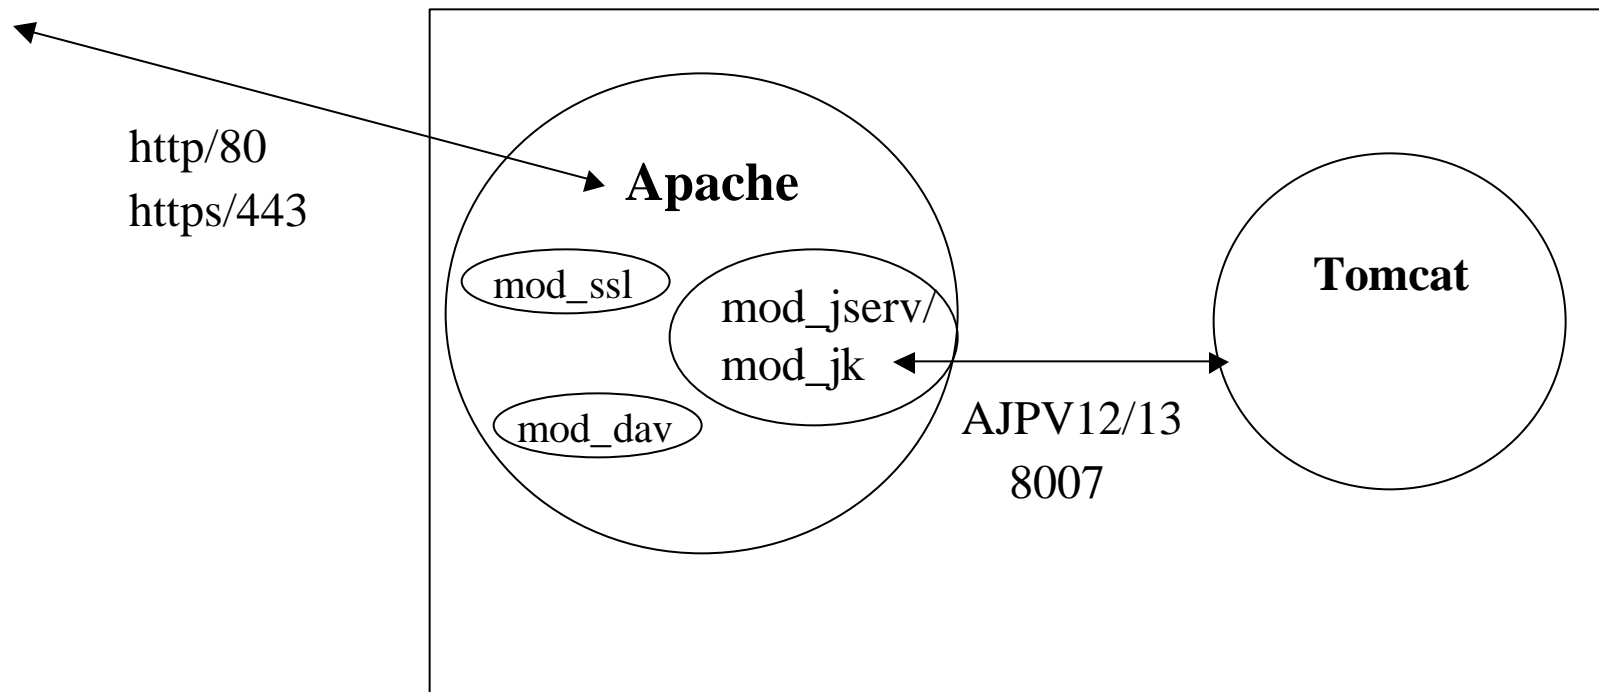 http/80
https/443
Apache
mod_ssl
mod_jserv/
mod_jk
mod_dav
AJPV12/13
8007
Tomcat